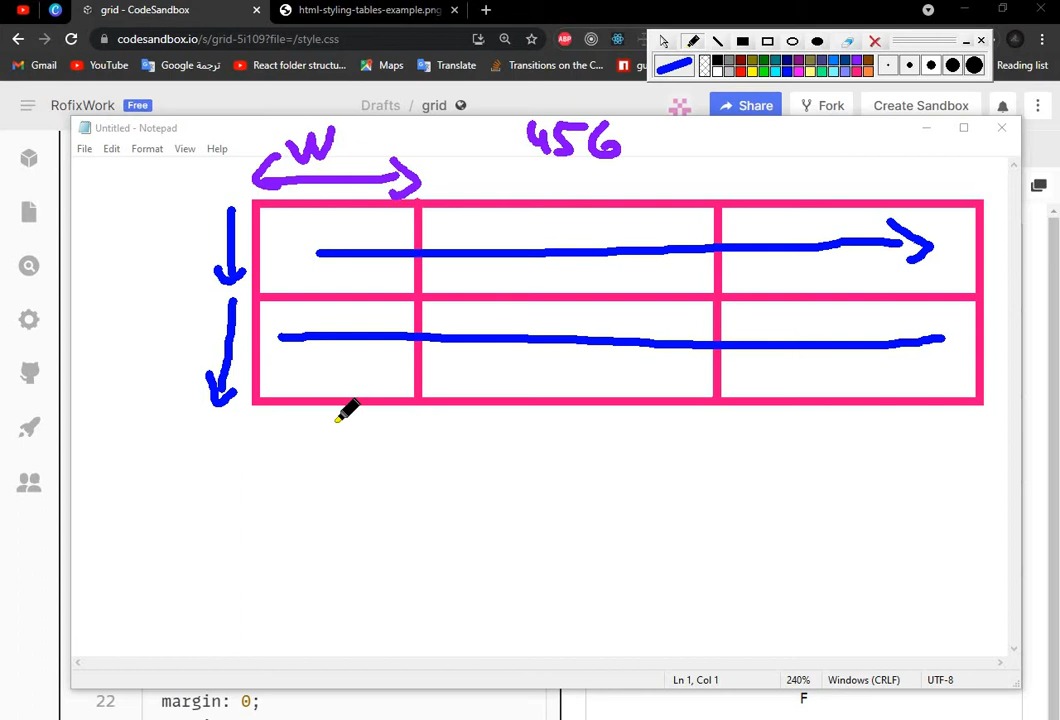 grid - CodeSandbox
html-styling-tables-example.png
codesandbox.io/s/grid-5i109?file=/style.css
Gmail
YouTube
Google ترجمة
React folder structu...
Maps
Translate
Transitions on the C...
Reading list
RofixWork
Free
Drafts / grid
Share
Fork
Create Sandbox
Untitled - Notepad
File Edit Format View Help
W
456
Ln 1, Col 1
240%
Windows (CRLF)
UTF-8
22 margin: 0;
F